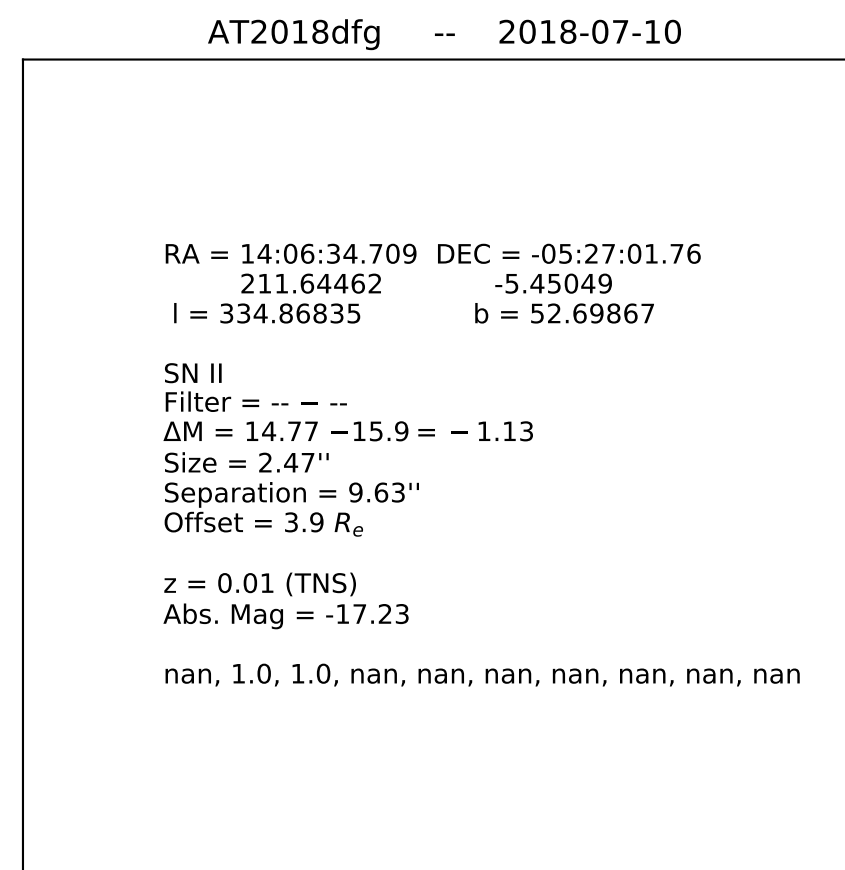 AT2018dfg -- 2018-07-10
RA = 14:06:34.709 DEC = -05:27:01.76
211.64462 -5.45049
l = 334.86835 b = 52.69867
SN II
Filter = -- − --
ΔM = 14.77 −15.9 = − 1.13
Size = 2.47''
Separation = 9.63''
Offset = 3.9 Rₑ
z = 0.01 (TNS)
Abs. Mag = -17.23
nan, 1.0, 1.0, nan, nan, nan, nan, nan, nan, nan